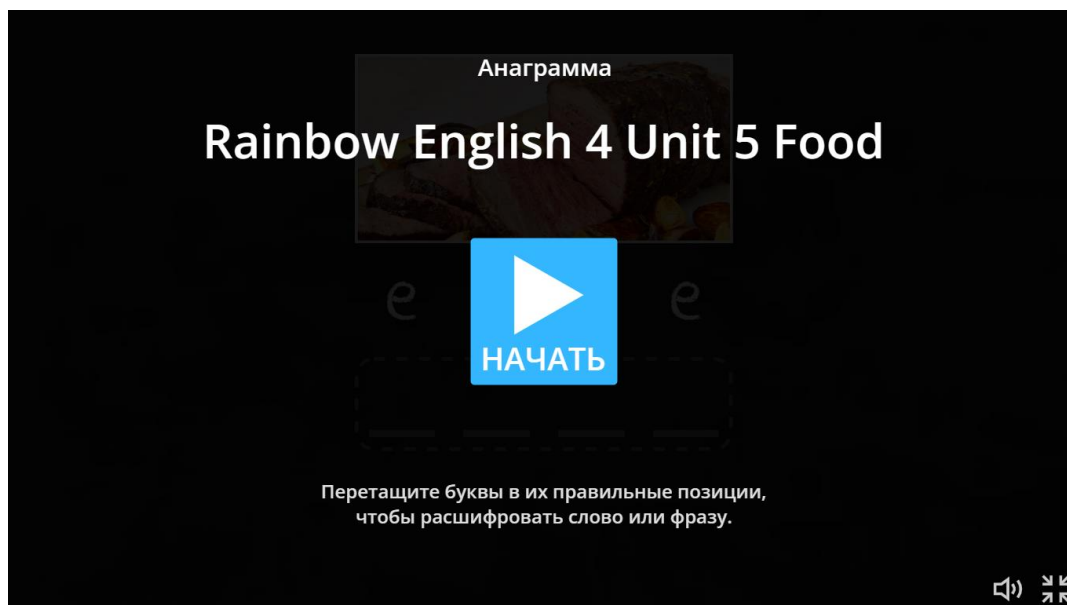 Анаграмма
Rainbow English 4 Unit 5 Food
e e
НАЧАТЬ
Перетащите буквы в их правильные позиции,
чтобы расшифровать слово или фразу.